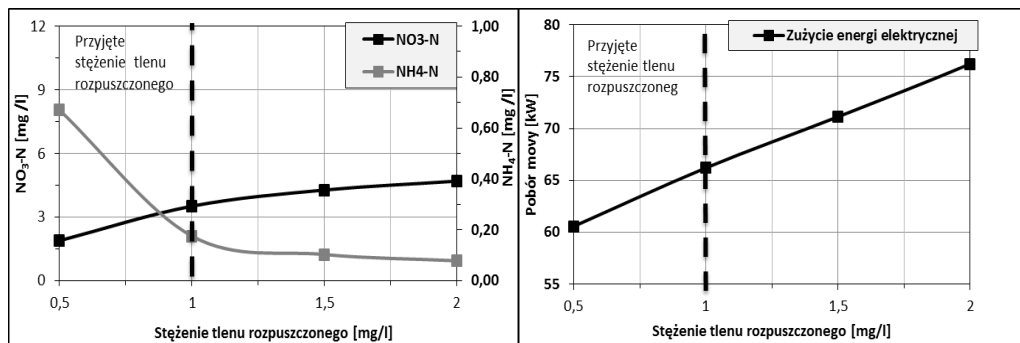 12
9
6
3
0
NO₃-N [mg /l]
Przyjęte
stężenie tlenu
rozpuszczonego
NO3-N
NH4-N
1,00
0,80
0,60
0,40
0,20
0,00
NH₄-N [mg /l]
0,5
1
1,5
2
Stężenie tlenu rozpuszczonego [mg/l]
80
75
70
65
60
55
Pobór movy [kW]
Przyjęte
stężenie tlenu
rozpuszczoneg
Zużycie energi elektrycznej
0,5
1
1,5
2
Stężenie tlenu rozpuszczonego [mg/l]